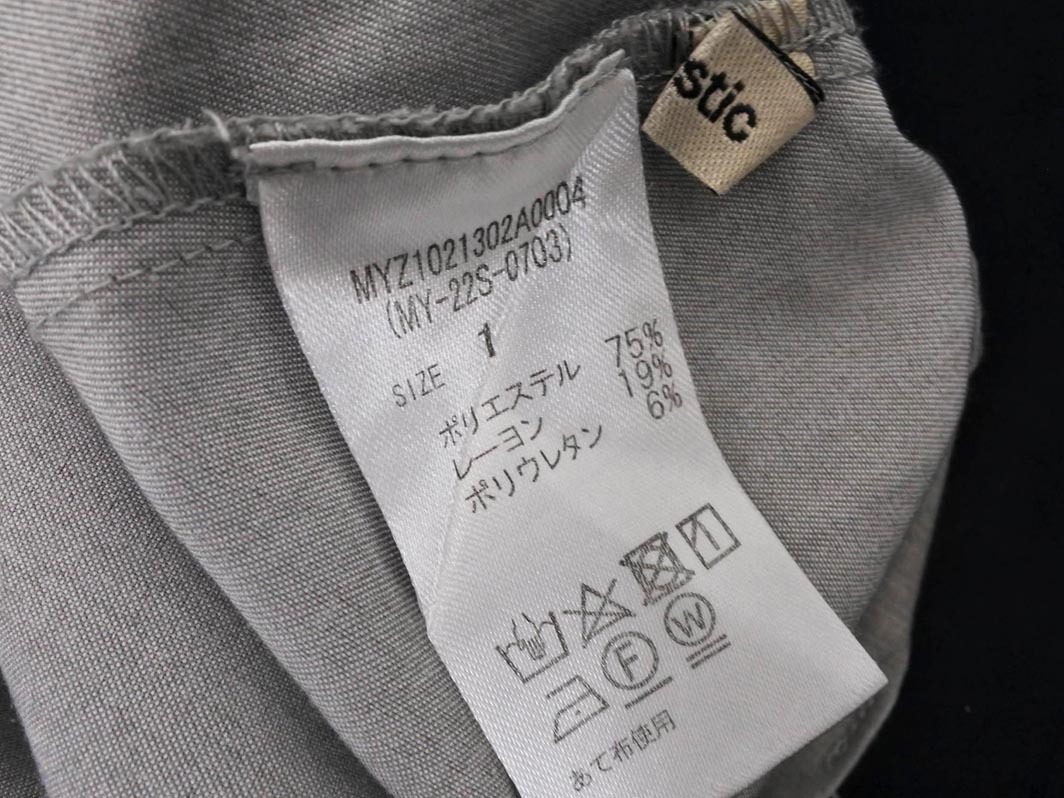 stic
MYZ1021302A0004
(MY-22S-0703)
SIZE 1
ポリエステル 75%
レーヨン 19%
ポリウレタン 6%
F W
あて布使用